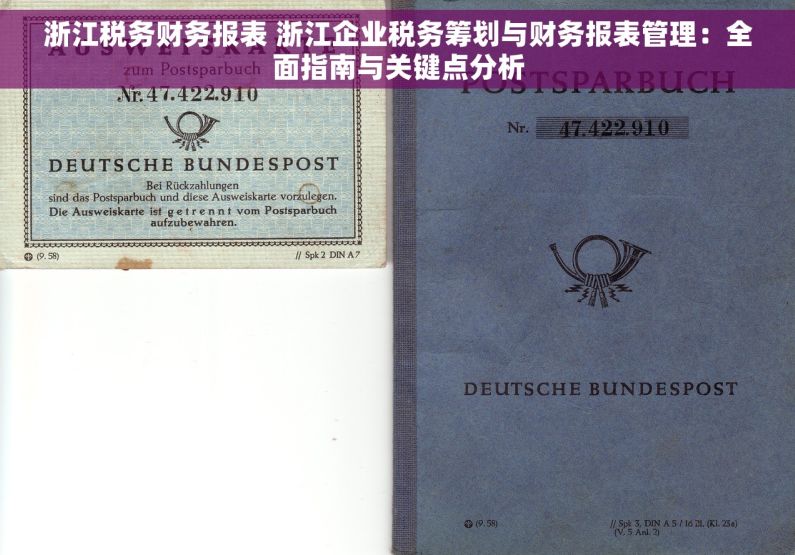 浙江税务财务报表 浙江企业税务筹划与财务报表管理：全
面指南与关键点分析
AUSWEISKARTE
zum Postsparbuch
Nr. 47.422.910
DEUTSCHE BUNDESPOST
Bei Rückzahlungen
sind das Postsparbuch und diese Ausweiskarte vorzulegen.
Die Ausweiskarte ist getrennt vom Postsparbuch
aufzubewahren.
(9. 58)
// Spk 2 DIN A 7
POSTSPARBUCH
Nr. 47.422.910
DEUTSCHE BUNDESPOST
(9. 58)
// Spk 3, DIN A 5 / 16 Bl. (Kl. 25a)
(V. 5 Anl. 2)